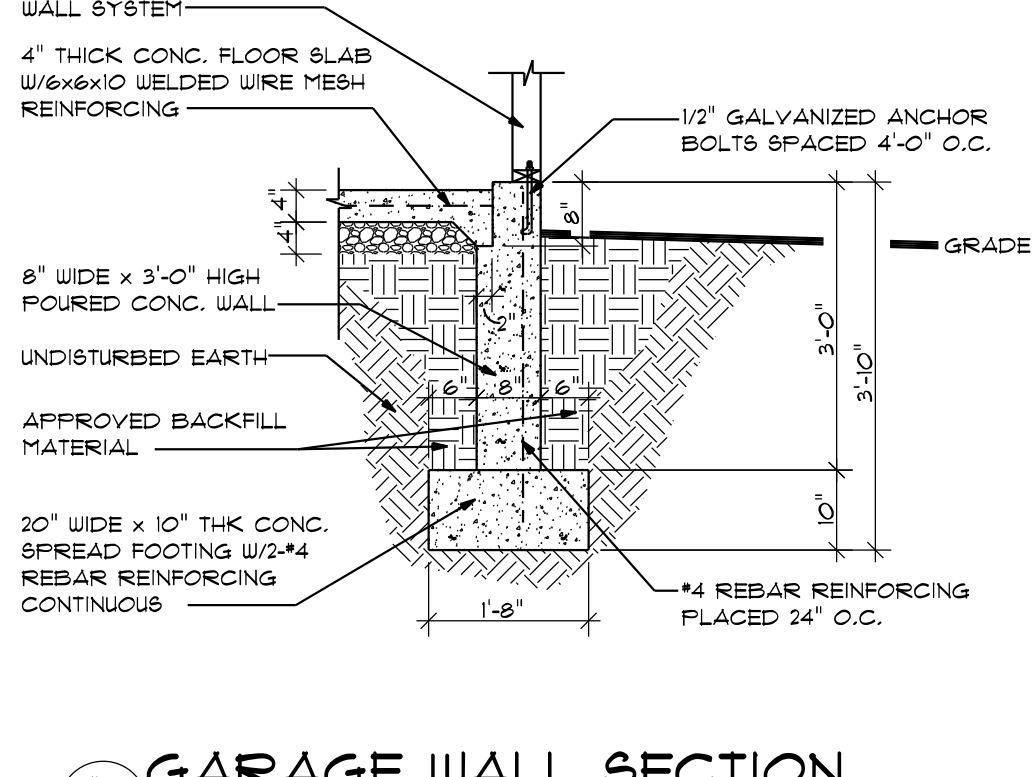 WALL SYSTEM
4" THICK CONC. FLOOR SLAB
W/6x6x10 WELDED WIRE MESH
REINFORCING
1/2" GALVANIZED ANCHOR
BOLTS SPACED 4'-0" O.C.
4"
4"
8"
GRADE
8" WIDE x 3'-0" HIGH
POURED CONC. WALL
2"
3'-0"
3'-10"
UNDISTURBED EARTH
6"
8"
6"
APPROVED BACKFILL
MATERIAL
10"
20" WIDE x 10" THK CONC.
SPREAD FOOTING W/2-#4
REBAR REINFORCING
CONTINUOUS
1'-8"
#4 REBAR REINFORCING
PLACED 24" O.C.
GARAGE WALL SECTION